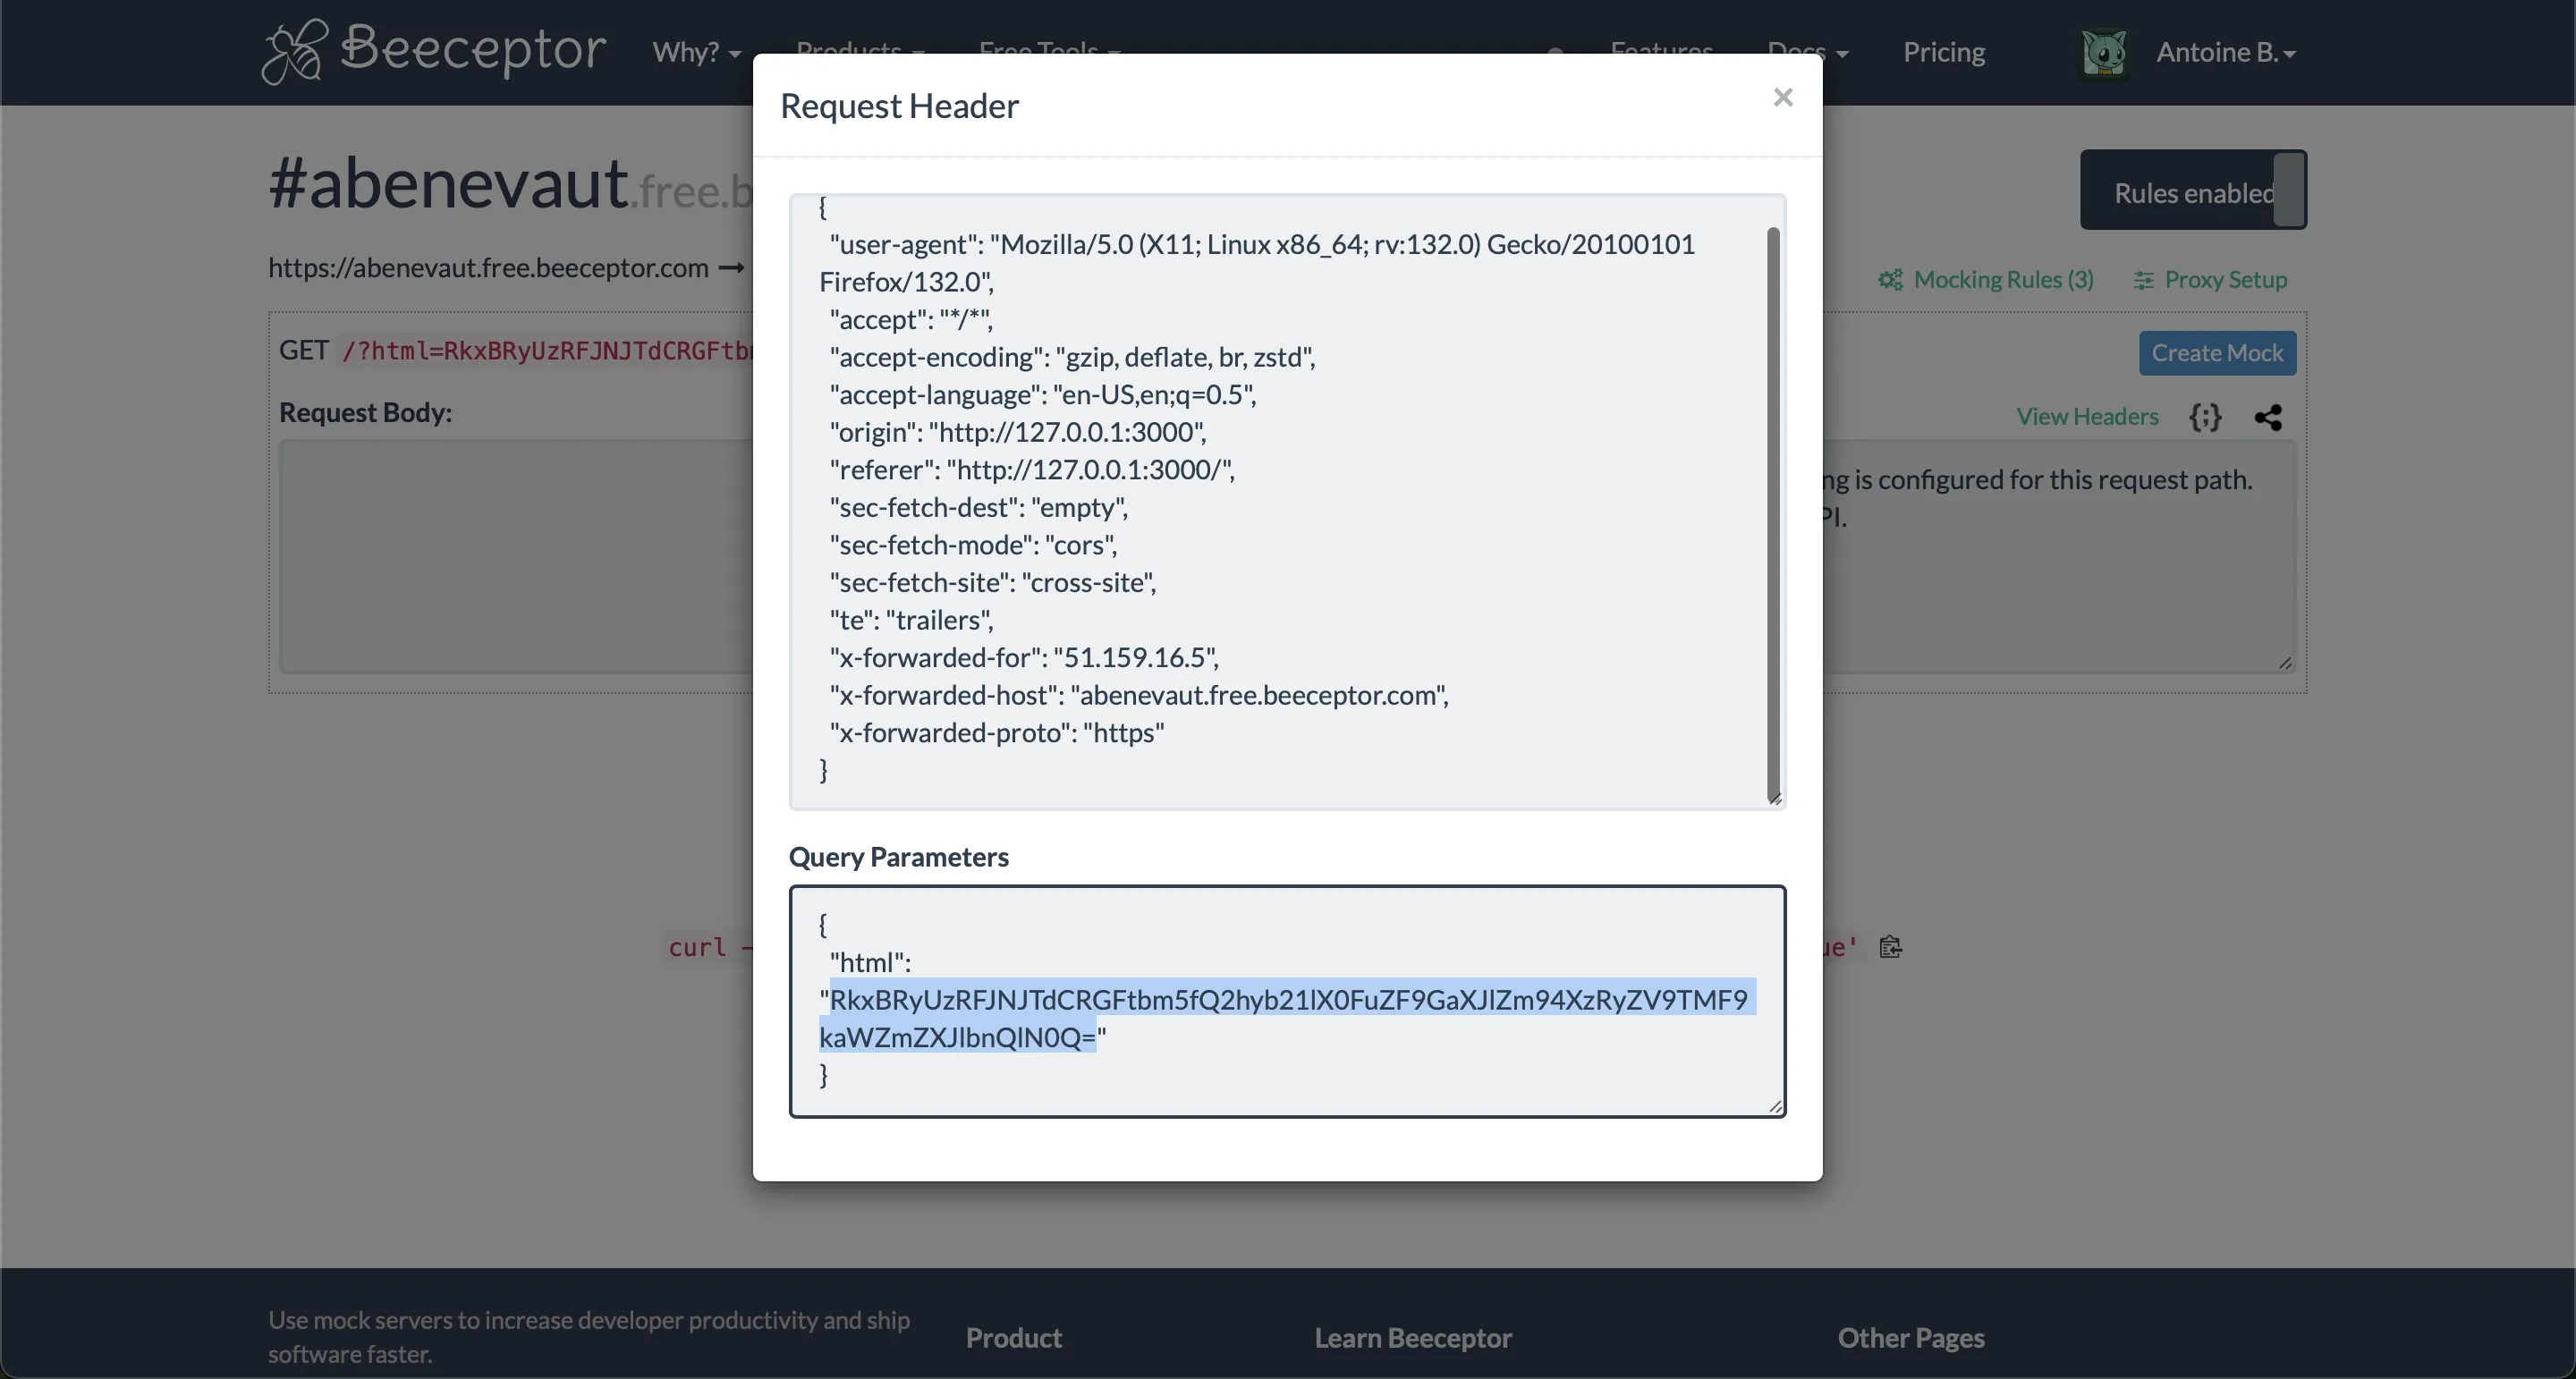 Beeceptor
Why?
Products
Free Tools
Features
Docs
Pricing
Antoine B.
Request Header
×
#abenevaut.free.b
Rules enabled
https://abenevaut.free.beeceptor.com →
Mocking Rules (3)
Proxy Setup
GET /?html=RkxBRyUzRFJNJTdCRGFtb
Create Mock
Request Body:
View Headers
{;}
ng is configured for this request path.
PI.
{
"user-agent": "Mozilla/5.0 (X11; Linux x86_64; rv:132.0) Gecko/20100101
Firefox/132.0",
"accept": "*/*",
"accept-encoding": "gzip, deflate, br, zstd",
"accept-language": "en-US,en;q=0.5",
"origin": "http://127.0.0.1:3000",
"referer": "http://127.0.0.1:3000/",
"sec-fetch-dest": "empty",
"sec-fetch-mode": "cors",
"sec-fetch-site": "cross-site",
"te": "trailers",
"x-forwarded-for": "51.159.16.5",
"x-forwarded-host": "abenevaut.free.beeceptor.com",
"x-forwarded-proto": "https"
}
Query Parameters
{
"html":
"RkxBRyUzRFJNJTdCRGFtbm5fQ2hyb21lX0FuZF9GaXJlZm94XzRyZV9TMF9
kaWZmZXJlbnQlN0Q="
}
curl –
ue'
Use mock servers to increase developer productivity and ship
software faster.
Product
Learn Beeceptor
Other Pages